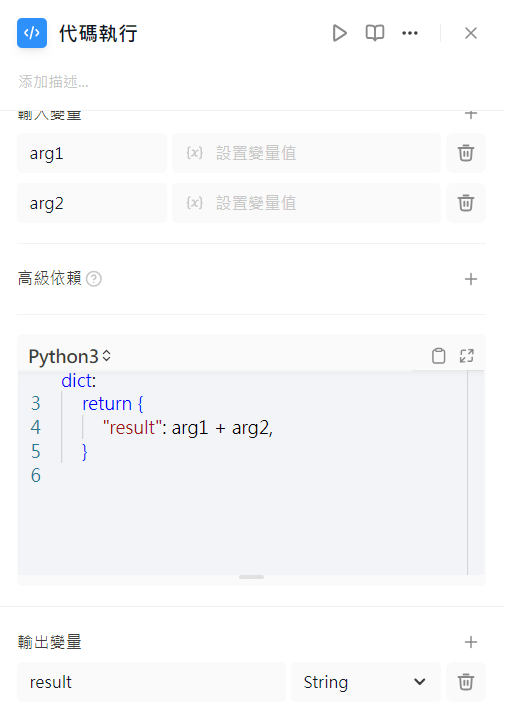 代碼執行
添加描述...
輸入變量
arg1 {x} 設置變量值
arg2 {x} 設置變量值
高級依賴 ?
Python3
dict:
3 return {
4 "result": arg1 + arg2,
5 }
6
輸出變量
result String